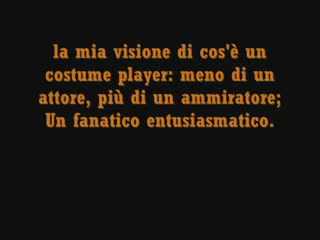 la mia visione di cos'è un
costume player: meno di un
attore, più di un ammiratore;
Un fanatico entusiasmatico.